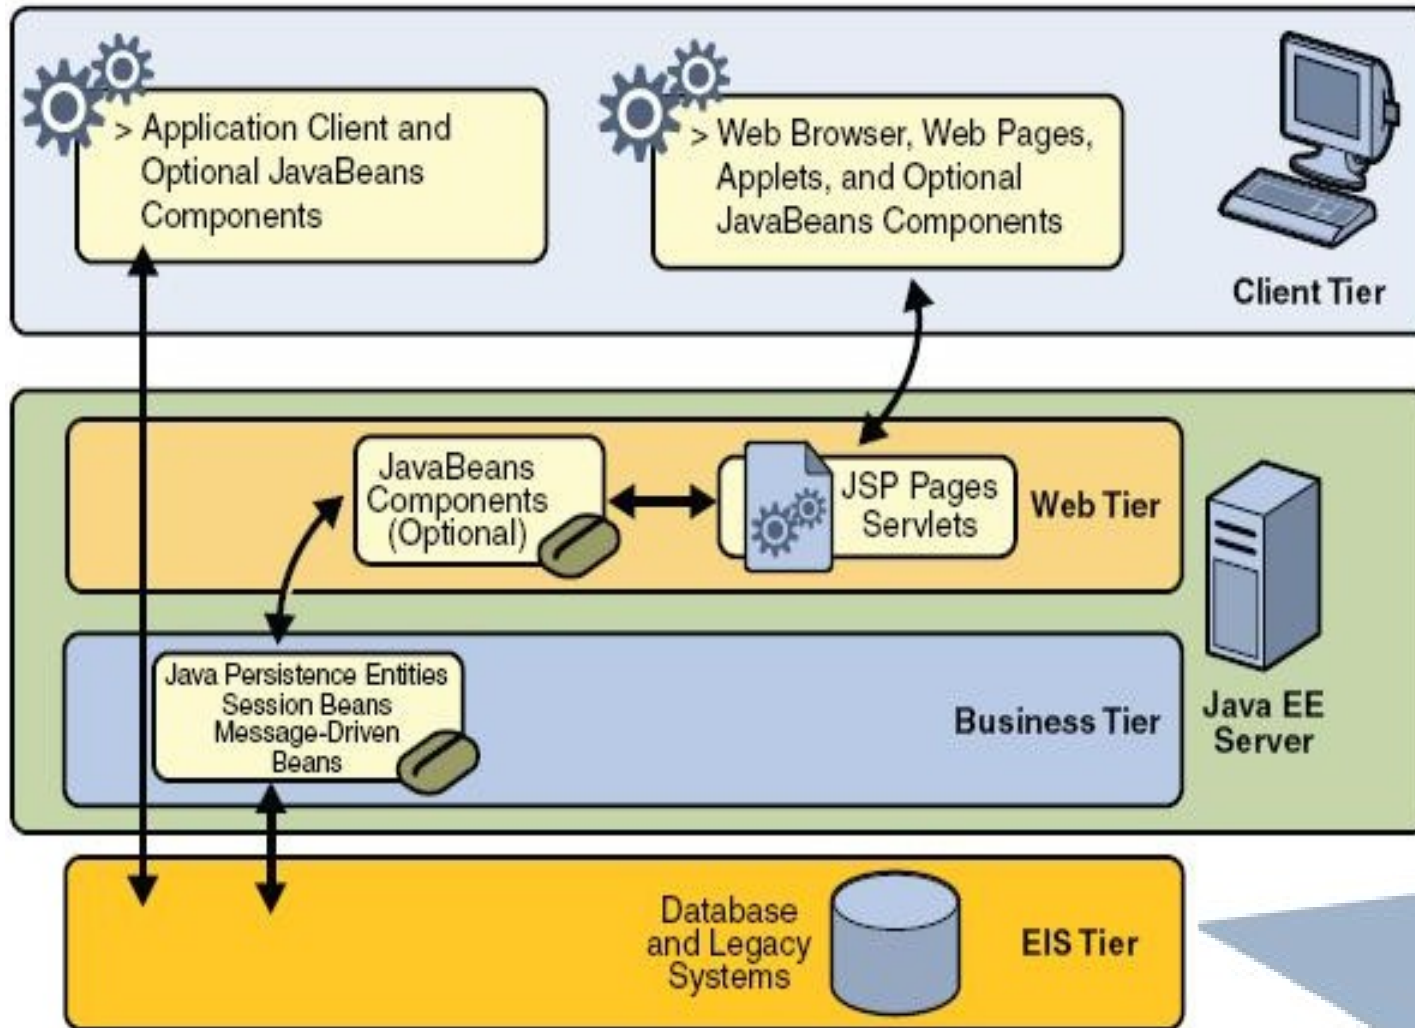 > Application Client and
Optional JavaBeans
Components
> Web Browser, Web Pages,
Applets, and Optional
JavaBeans Components
Client Tier
JavaBeans
Components
(Optional)
JSP Pages
Servlets
Web Tier
Java Persistence Entities
Session Beans
Message-Driven
Beans
Business Tier
Java EE
Server
Database
and Legacy
Systems
EIS Tier